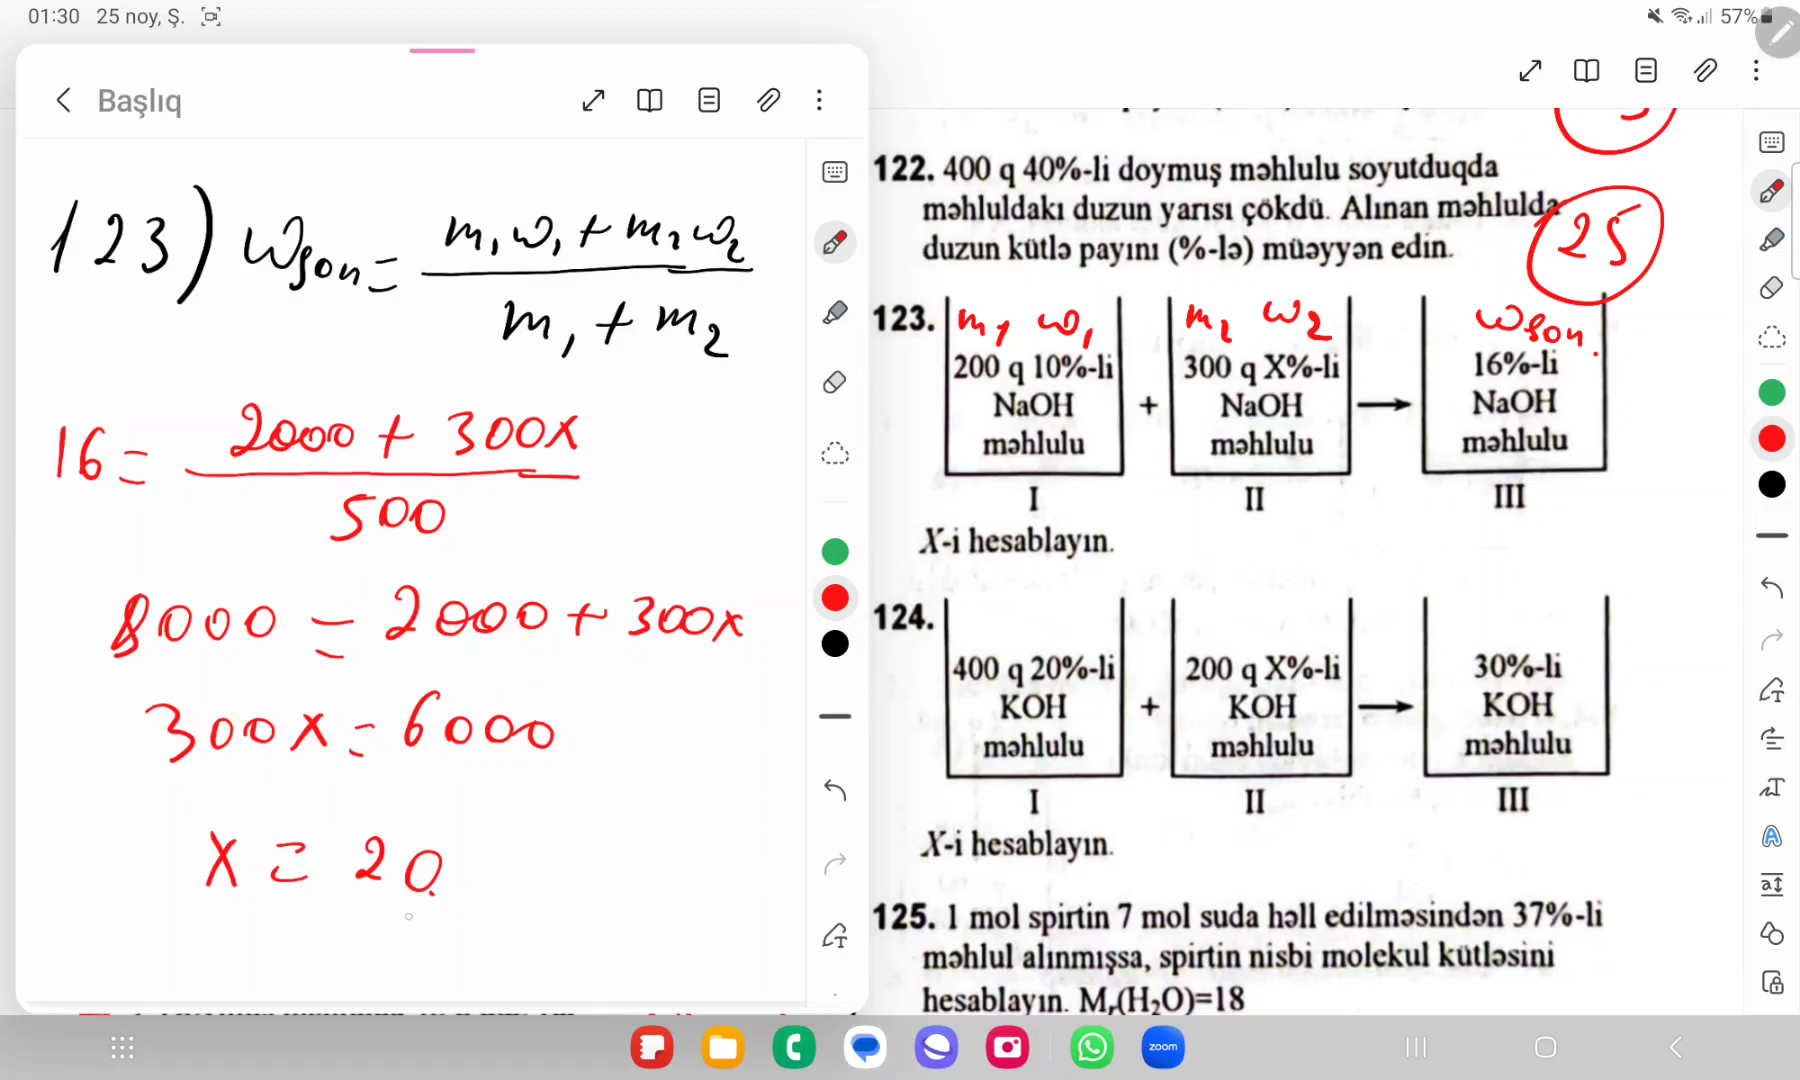 01:30 25 noy, Ş.
57%
Başlıq
123) ωson = m₁ω₁ + m₂ω₂
m₁ + m₂
16 = 2000 + 300x
500
8000 = 2000 + 300x
300x = 6000
x = 20
122. 400 q 40%-li doymuş məhlulu soyutduqda
məhluldakı duzun yarısı çökdü. Alınan məhlulda
duzun kütlə payını (%-lə) müəyyən edin.
25
123.
m₁ ω₁ m₂ ω₂ ωson.
200 q 10%-li 300 q X%-li 16%-li
NaOH + NaOH → NaOH
məhlulu məhlulu məhlulu
I II III
X-i hesablayın.
124.
400 q 20%-li 200 q X%-li 30%-li
KOH + KOH → KOH
məhlulu məhlulu məhlulu
I II III
X-i hesablayın.
125. 1 mol spirtin 7 mol suda həll edilməsindən 37%-li
məhlul alınmışsa, spirtin nisbi molekul kütləsini
hesablayın. Mr(H₂O)=18
zoom